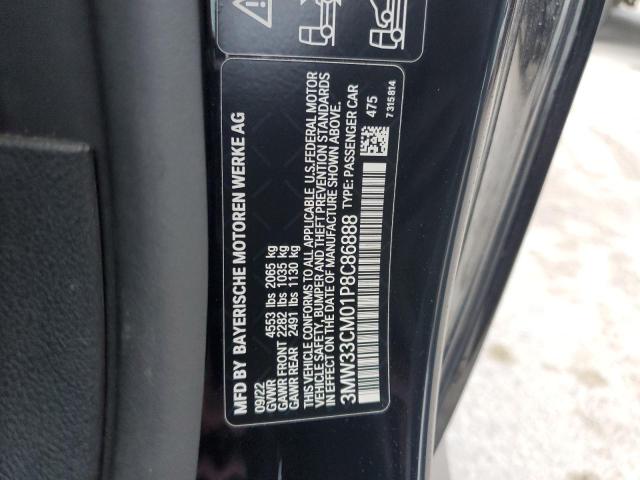 MFD BY BAYERISCHE MOTOREN WERKE AG
09/22
GVWR 4553 lbs 2065 kg
GAWR FRONT 2282 lbs 1035 kg
GAWR REAR 2491 lbs 1130 kg
THIS VEHICLE CONFORMS TO ALL APPLICABLE U.S.FEDERAL MOTOR
VEHICLE SAFETY, BUMPER AND THEFT PREVENTION STANDARDS
IN EFFECT ON THE DATE OF MANUFACTURE SHOWN ABOVE.
3MW33CM01P8C86888 TYPE: PASSENGER CAR
475
7 315 814